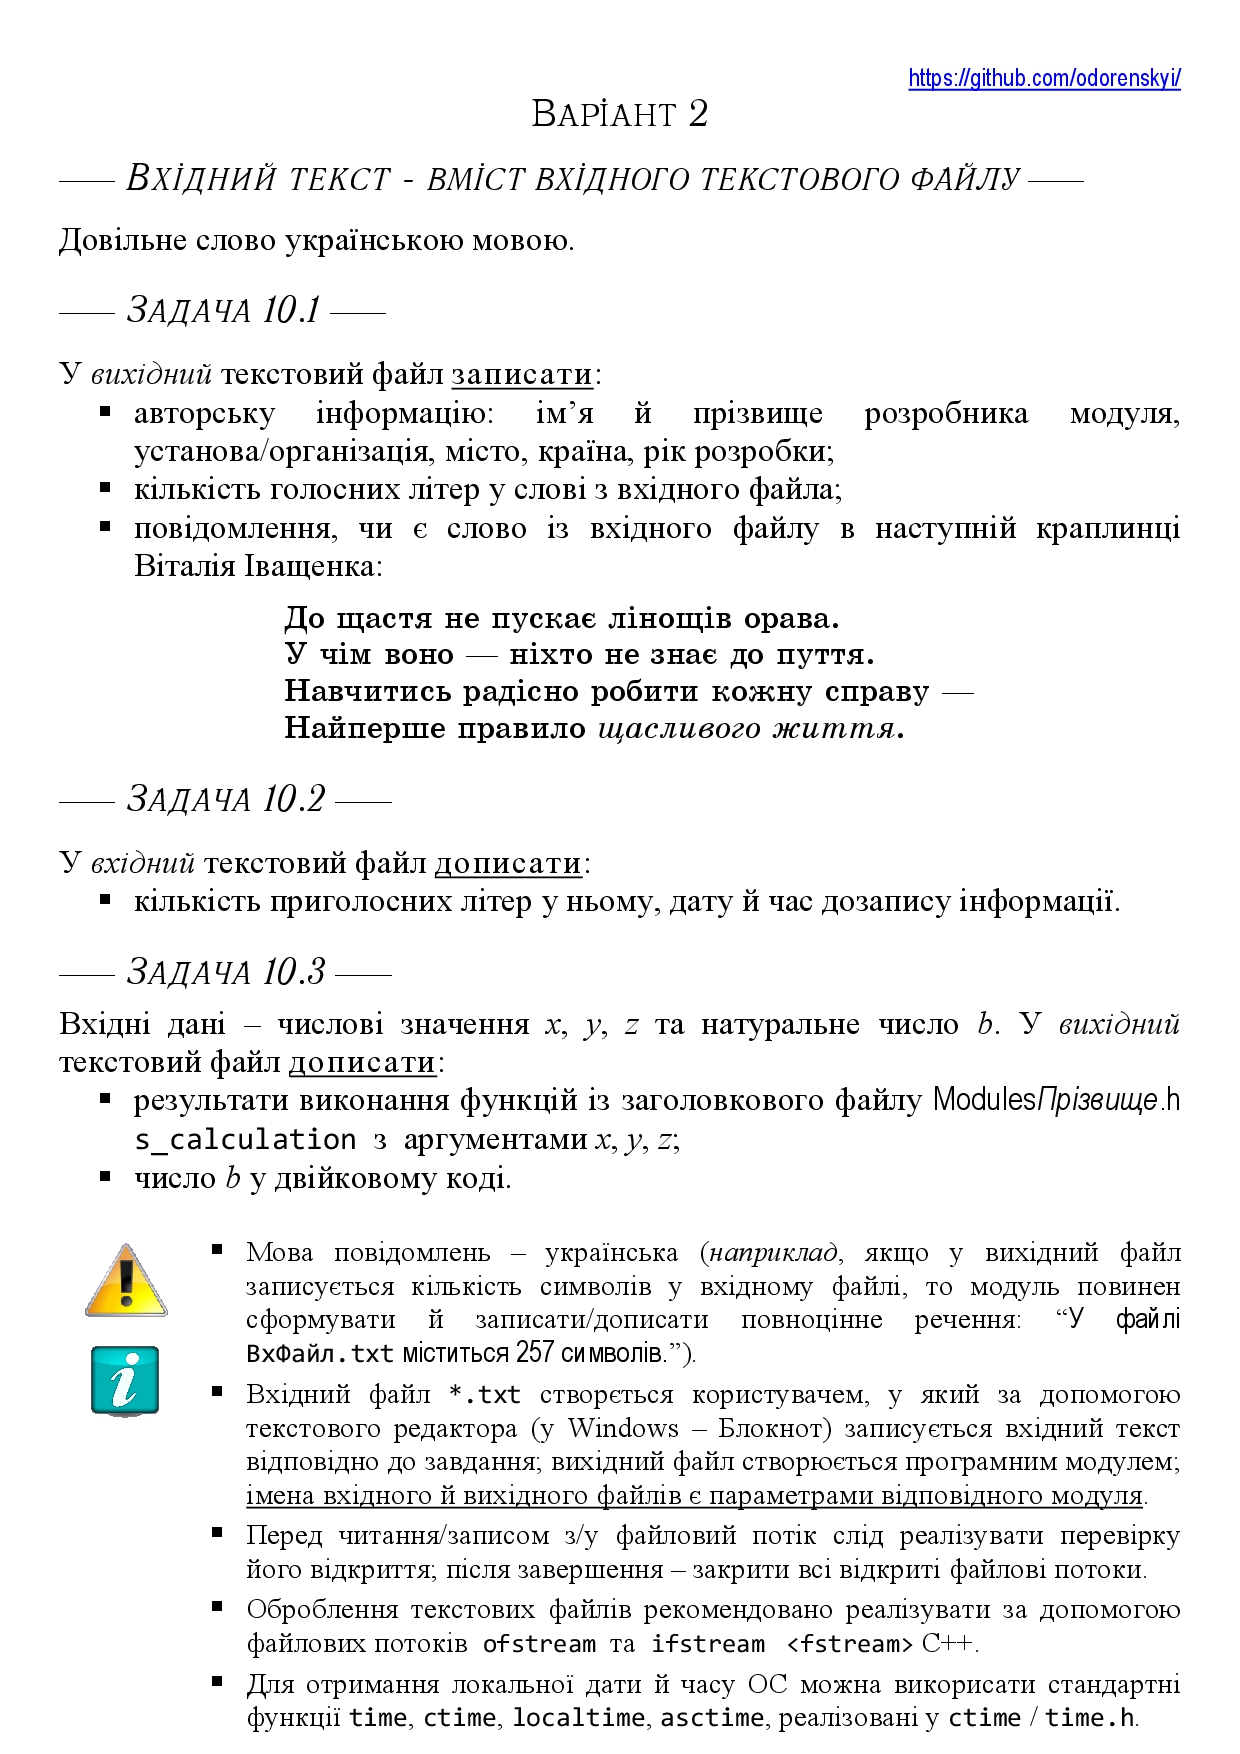 https://github.com/odorenskyi/
ВАРІАНТ 2
—— ВХІДНИЙ ТЕКСТ - ВМІСТ ВХІДНОГО ТЕКСТОВОГО ФАЙЛУ ——
Довільне слово українською мовою.
—— ЗАДАЧА 10.1 ——
У вихідний текстовий файл записати:
▪ авторську інформацію: ім’я й прізвище розробника модуля,
установа/організація, місто, країна, рік розробки;
▪ кількість голосних літер у слові з вхідного файла;
▪ повідомлення, чи є слово із вхідного файлу в наступній краплинці
Віталія Іващенка:
До щастя не пускає лінощів орава.
У чім воно — ніхто не знає до пуття.
Навчитись радісно робити кожну справу —
Найперше правило щасливого життя.
—— ЗАДАЧА 10.2 ——
У вхідний текстовий файл дописати:
▪ кількість приголосних літер у ньому, дату й час дозапису інформації.
—— ЗАДАЧА 10.3 ——
Вхідні дані – числові значення x, y, z та натуральне число b. У вихідний
текстовий файл дописати:
▪ результати виконання функцій із заголовкового файлу ModulesПрізвище.h
s_calculation з аргументами x, y, z;
▪ число b у двійковому коді.
▪ Мова повідомлень – українська (наприклад, якщо у вихідний файл
записується кількість символів у вхідному файлі, то модуль повинен
сформувати й записати/дописати повноцінне речення: “У файлі
ВхФайл.txt міститься 257 символів.”).
▪ Вхідний файл *.txt створється користувачем, у який за допомогою
текстового редактора (у Windows – Блокнот) записується вхідний текст
відповідно до завдання; вихідний файл створюється програмним модулем;
імена вхідного й вихідного файлів є параметрами відповідного модуля.
▪ Перед читання/записом з/у файловий потік слід реалізувати перевірку
його відкриття; після завершення – закрити всі відкриті файлові потоки.
▪ Оброблення текстових файлів рекомендовано реалізувати за допомогою
файлових потоків ofstream та ifstream <fstream> C++.
▪ Для отримання локальної дати й часу ОС можна викорисати стандартні
функції time, ctime, localtime, asctime, реалізовані у ctime / time.h.